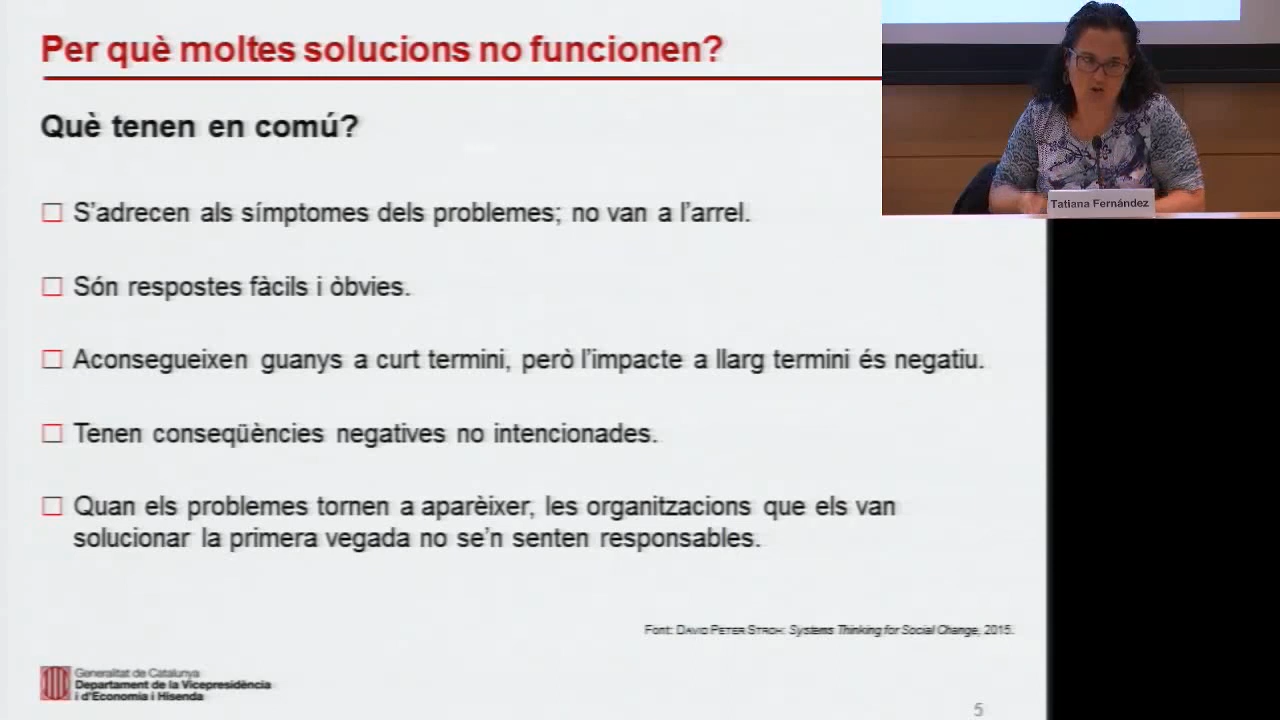 Per què moltes solucions no funcionen?
Què tenen en comú?
S'adrecen als símptomes dels problemes; no van a l'arrel.
Són respostes fàcils i òbvies.
Aconsegueixen guanys a curt termini, però l'impacte a llarg termini és negatiu.
Tenen conseqüències negatives no intencionades.
Quan els problemes tornen a aparèixer, les organitzacions que els van
solucionar la primera vegada no se'n senten responsables.
Font: DAVID PETER STROH: Systems Thinking for Social Change, 2015.
Generalitat de Catalunya
Departament de la Vicepresidència
i d'Economia i Hisenda
5
Tatiana Fernández